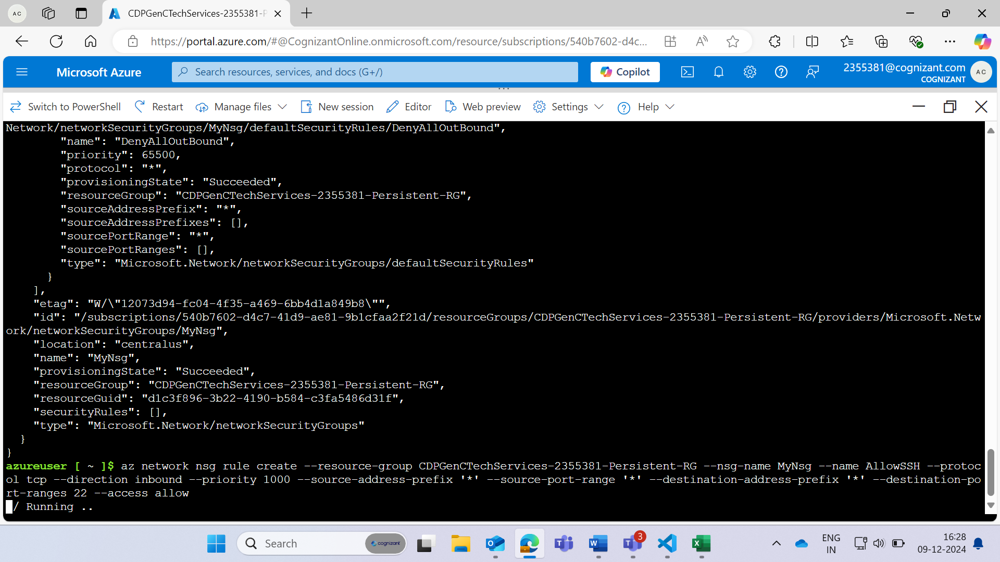 AC
CDPGenCTechServices-2355381-P
https://portal.azure.com/#@CognizantOnline.onmicrosoft.com/resource/subscriptions/540b7602-d4c...
Microsoft Azure
Search resources, services, and docs (G+/)
Copilot
2355381@cognizant.com
COGNIZANT
AC
Switch to PowerShell
Restart
Manage files
New session
Editor
Web preview
Settings
Help
Network/networkSecurityGroups/MyNsg/defaultSecurityRules/DenyAllOutBound",
        "name": "DenyAllOutBound",
        "priority": 65500,
        "protocol": "*",
        "provisioningState": "Succeeded",
        "resourceGroup": "CDPGenCTechServices-2355381-Persistent-RG",
        "sourceAddressPrefix": "*",
        "sourceAddressPrefixes": [],
        "sourcePortRange": "*",
        "sourcePortRanges": [],
        "type": "Microsoft.Network/networkSecurityGroups/defaultSecurityRules"
      }
    ],
    "etag": "W/\"12073d94-fc04-4f35-a469-6bb4d1a849b8\"",
    "id": "/subscriptions/540b7602-d4c7-41d9-ae81-9b1cfaa2f21d/resourceGroups/CDPGenCTechServices-2355381-Persistent-RG/providers/Microsoft.Netw
ork/networkSecurityGroups/MyNsg",
    "location": "centralus",
    "name": "MyNsg",
    "provisioningState": "Succeeded",
    "resourceGroup": "CDPGenCTechServices-2355381-Persistent-RG",
    "resourceGuid": "d1c3f896-3b22-4190-b584-c3fa5486d31f",
    "securityRules": [],
    "type": "Microsoft.Network/networkSecurityGroups"
  }
}
azureuser [ ~ ]$ az network nsg rule create --resource-group CDPGenCTechServices-2355381-Persistent-RG --nsg-name MyNsg --name AllowSSH --protoc
ol tcp --direction inbound --priority 1000 --source-address-prefix '*' --source-port-range '*' --destination-address-prefix '*' --destination-po
rt-ranges 22 --access allow
/ Running ..
Search
cognizant
3
ENG
IN
16:28
09-12-2024